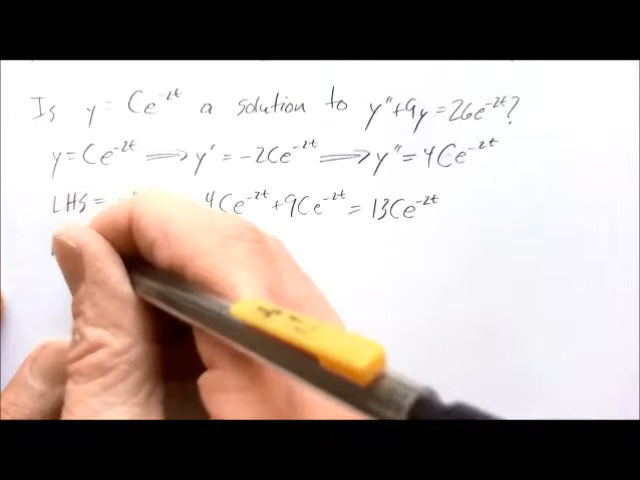 Is y = Ce^{-2t} a solution to y"+9y = 26e^{-2t}?
y = Ce^{-2t} ⟹ y' = -2Ce^{-2t} ⟹ y" = 4Ce^{-2t}
LHS = 4Ce^{-2t} + 9Ce^{-2t} = 13Ce^{-2t}